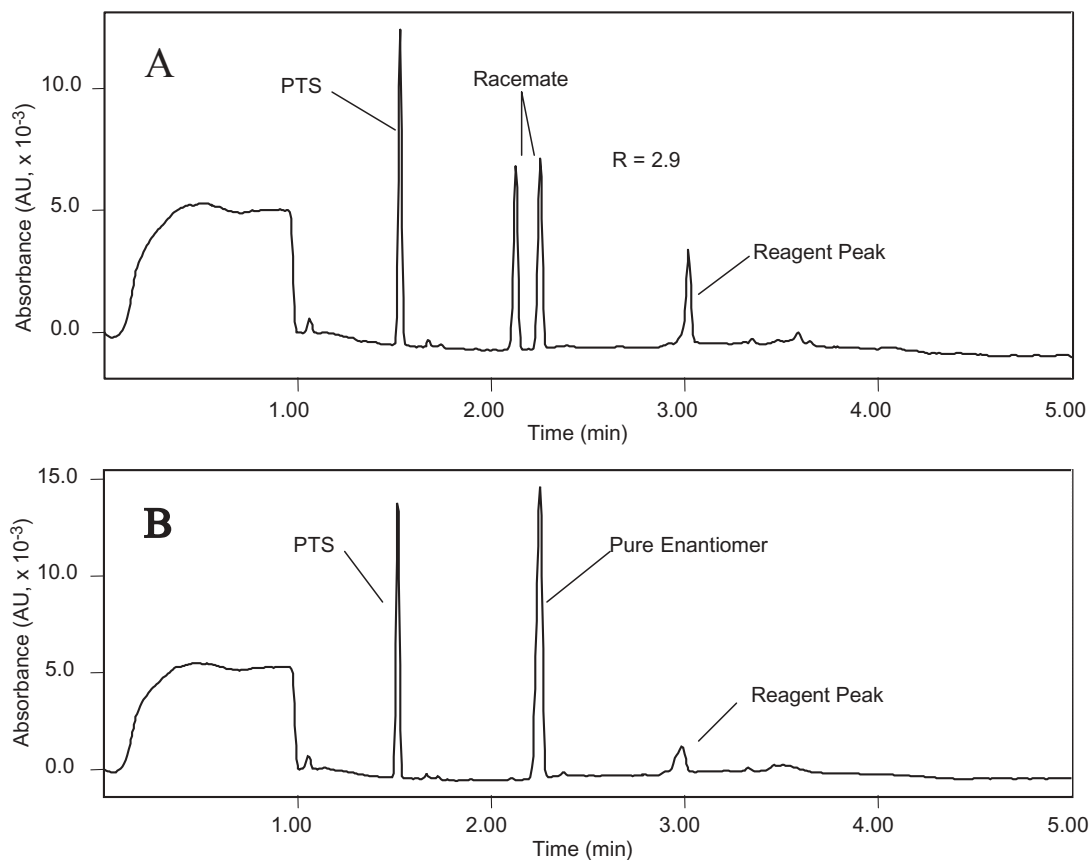 A
PTS
Racemate
R = 2.9
Reagent Peak
Absorbance (AU, x 10-3)
10.0
5.0
0.0
1.00 2.00 3.00 4.00 5.00
Time (min)
B
PTS
Pure Enantiomer
Reagent Peak
Absorbance (AU, x 10-3)
15.0
10.0
5.0
0.0
1.00 2.00 3.00 4.00 5.00
Time (min)